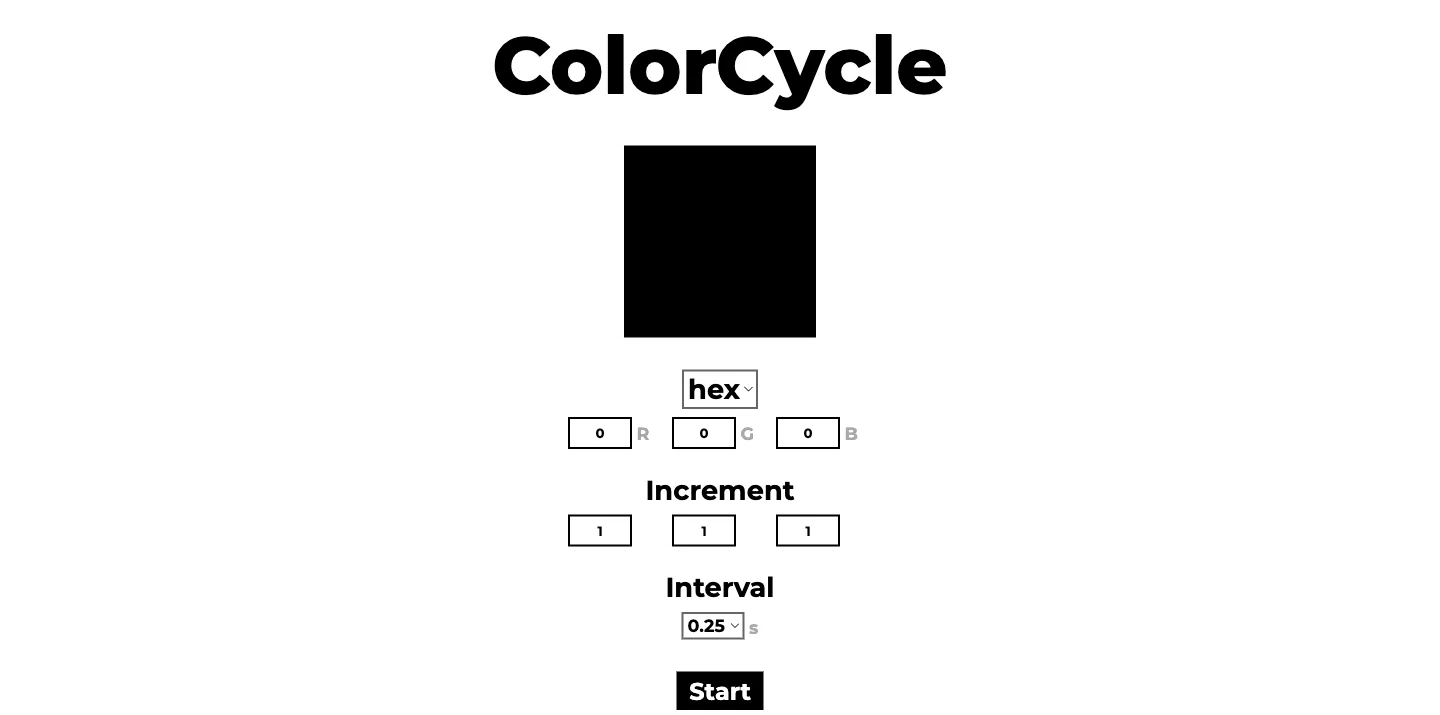 ColorCycle
hex
0 R 0 G 0 B
Increment
1 1 1
Interval
0.25 s
Start